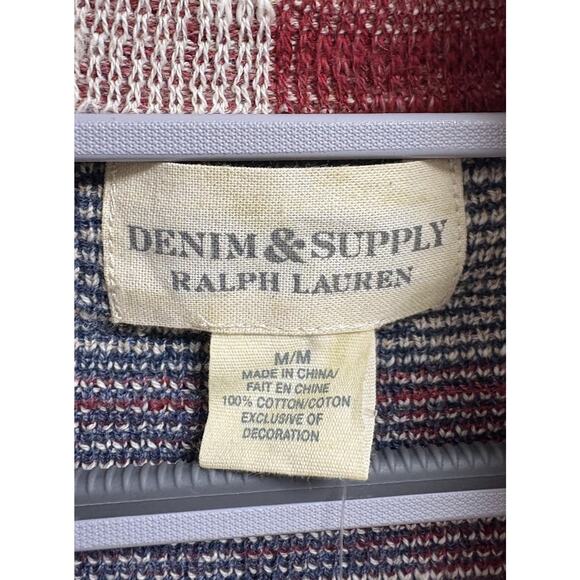 DENIM & SUPPLY
RALPH LAUREN
M/M
MADE IN CHINA/
FAIT EN CHINE
100% COTTON/COTON
EXCLUSIVE OF
DECORATION